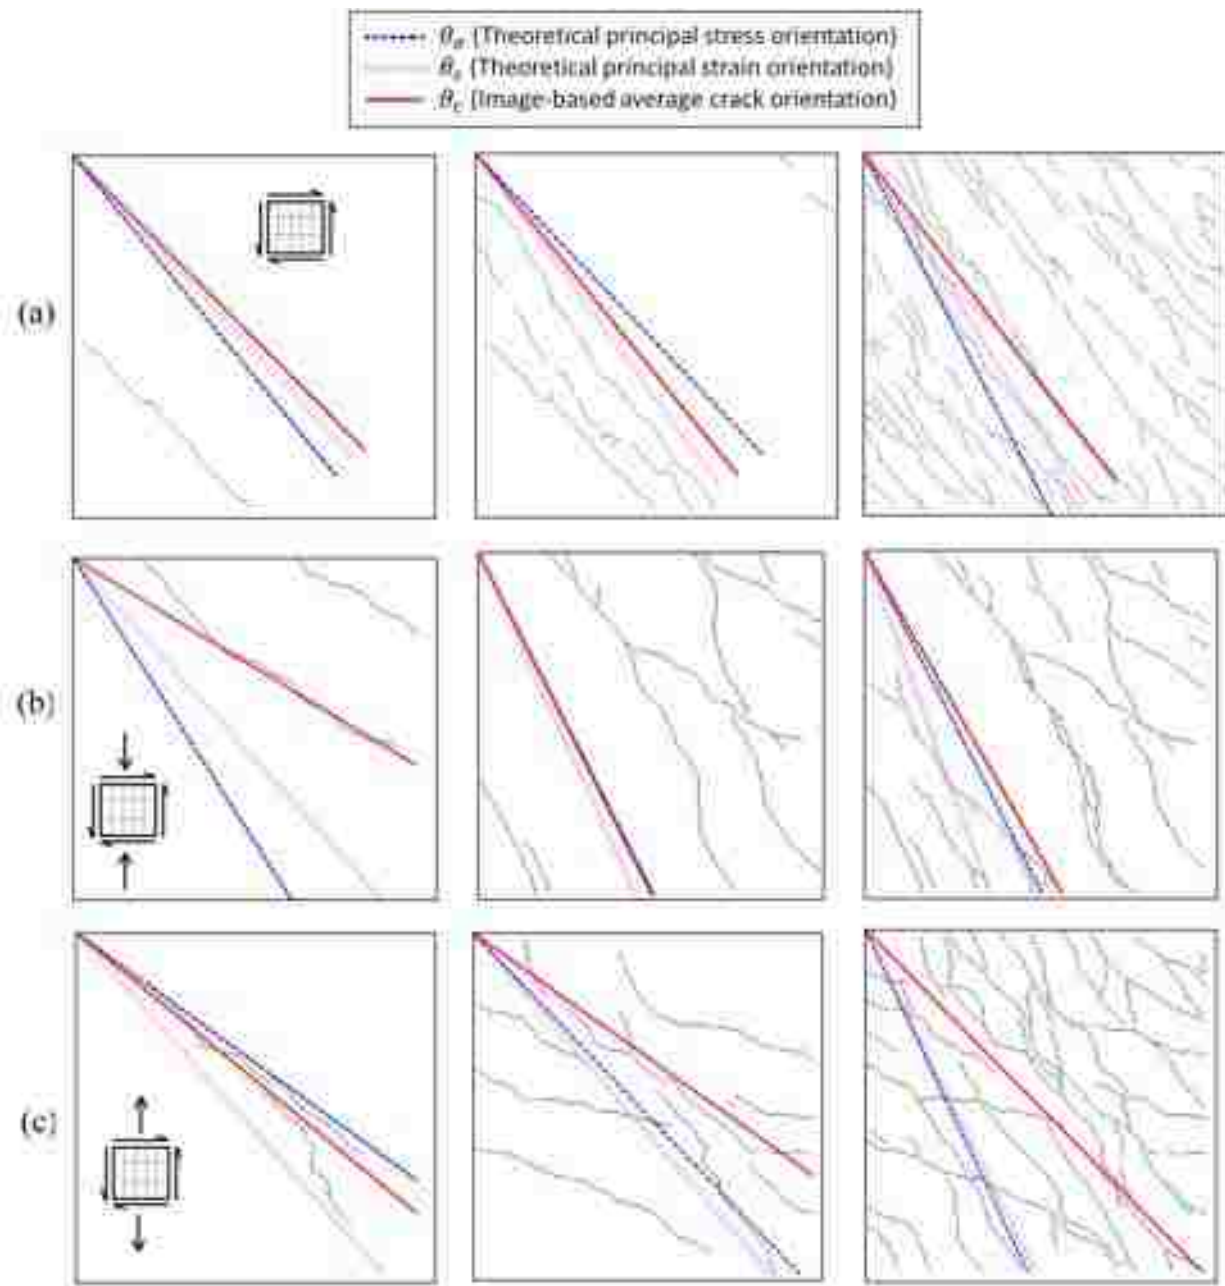 θσ (Theoretical principal stress orientation)
θε (Theoretical principal strain orientation)
θc (Image-based average crack orientation)
(a)
(b)
(c)